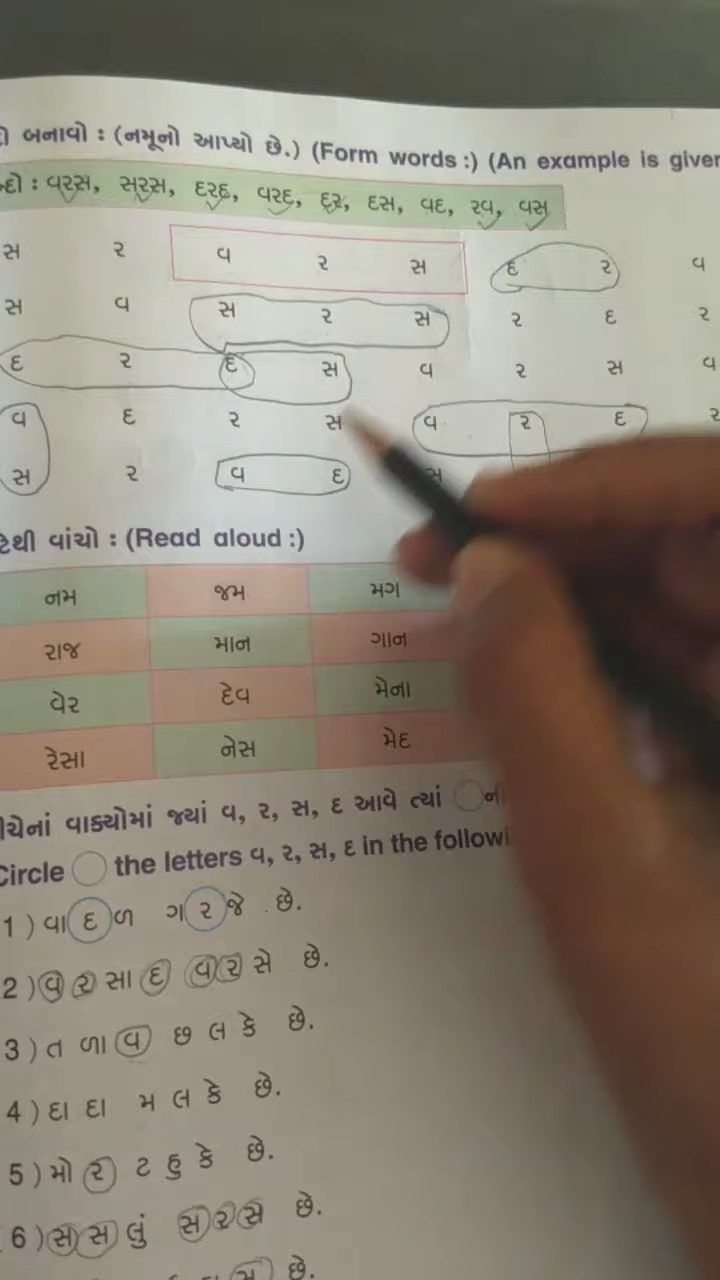 બનાવો : (નમૂનો આપ્યો છે.) (Form words :) (An example is given
વરસ, સરસ, દરદ, વરદ, દર, દસ, વદ, રવ, વસ
સ ર વ ર સ દ ર વ
સ વ સ ર સ ર દ ર
દ ર દ સ વ ર સ વ
વ દ ર સ વ ર દ ર
સ ર વ દ સ
વાંચો : (Read aloud :)
નમ જમ મગ
રાજ માન ગાન
વેર દેવ મેના
રેસા નેસ મેદ
વાક્યોમાં જ્યાં વ, ર, સ, દ આવે ત્યાં
Circle the letters વ, ર, સ, દ in the
1) વાદળ ગરજે છે.
2) વરસાદ વરસે છે.
3) તળાવ છલકે છે.
4) દાદા મલકે છે.
5) મોર ટહુકે છે.
6) સસલું સરસ છે.
છે.